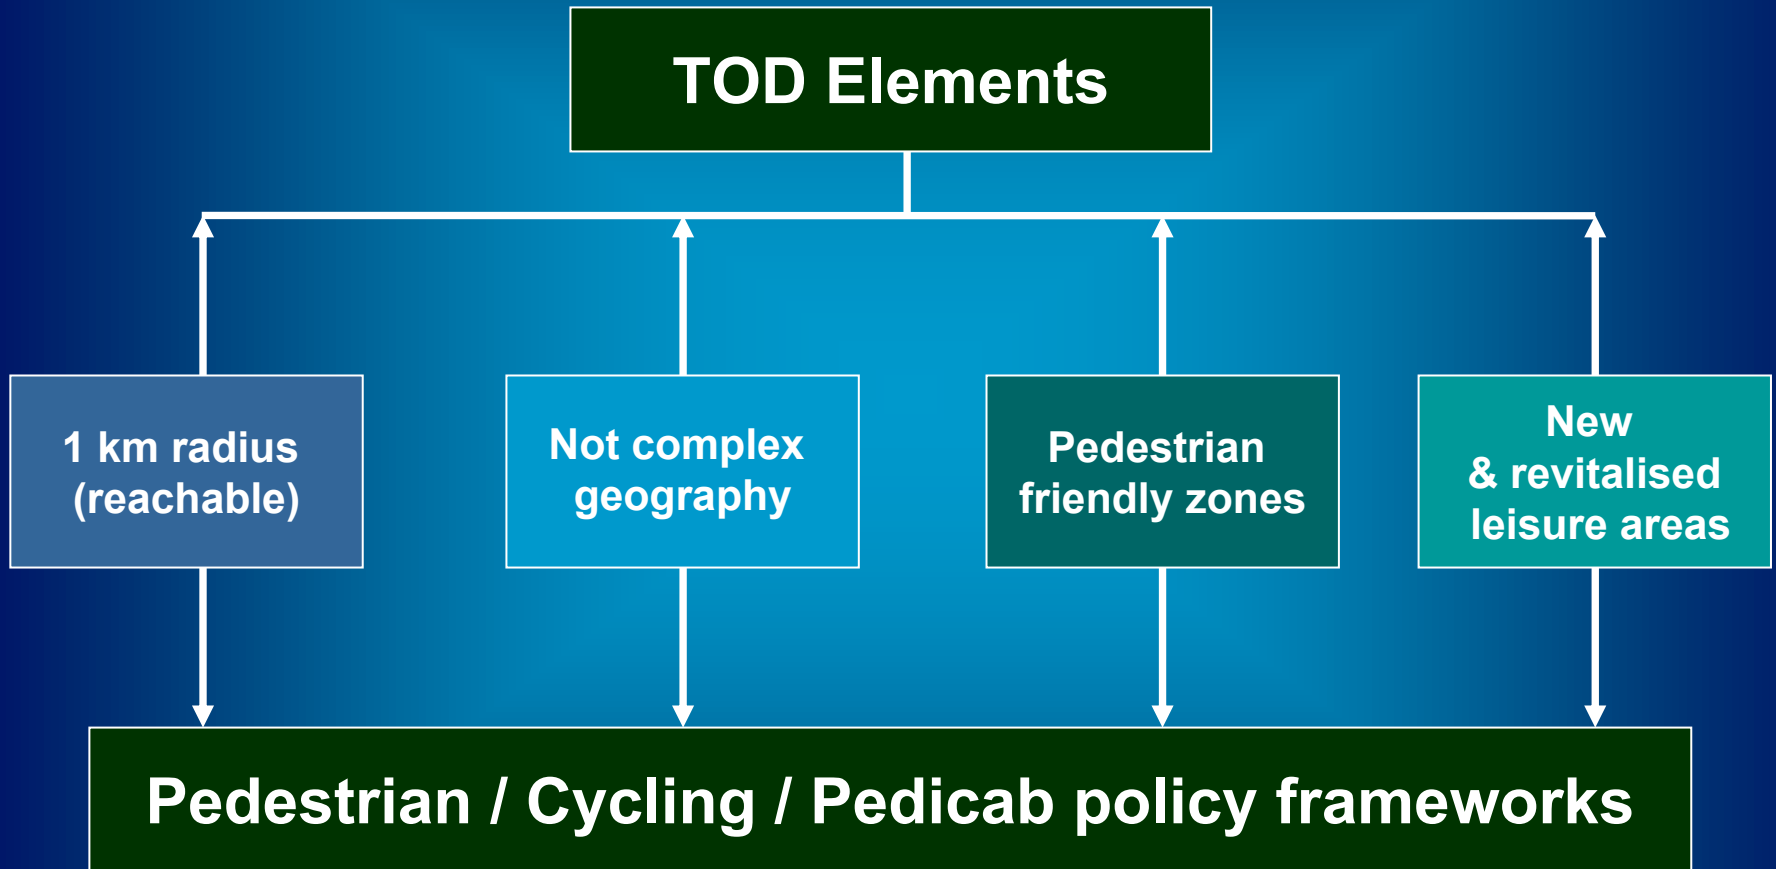 TOD Elements
1 km radius
(reachable)
Not complex
geography
Pedestrian
friendly zones
New
& revitalised
leisure areas
Pedestrian / Cycling / Pedicab policy frameworks